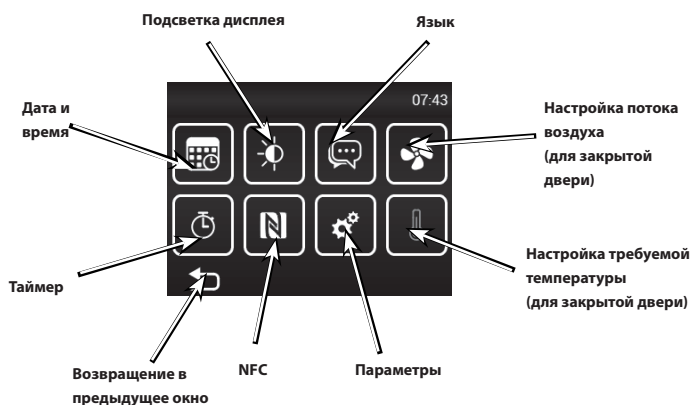 Подсветка дисплея
Язык
Дата и
время
07:43
Настройка потока
воздуха
(для закрытой
двери)
Настройка требуемой
температуры
(для закрытой двери)
Таймер
Возвращение в
предыдущее окно
NFC
Параметры